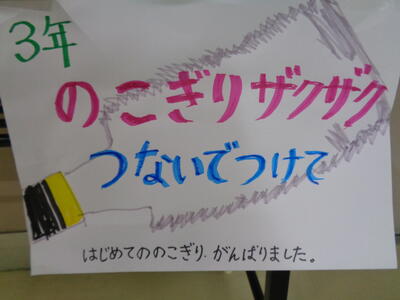 3年
のこぎりザクザク
つないでつけて
はじめてののこぎり.がんばりました。